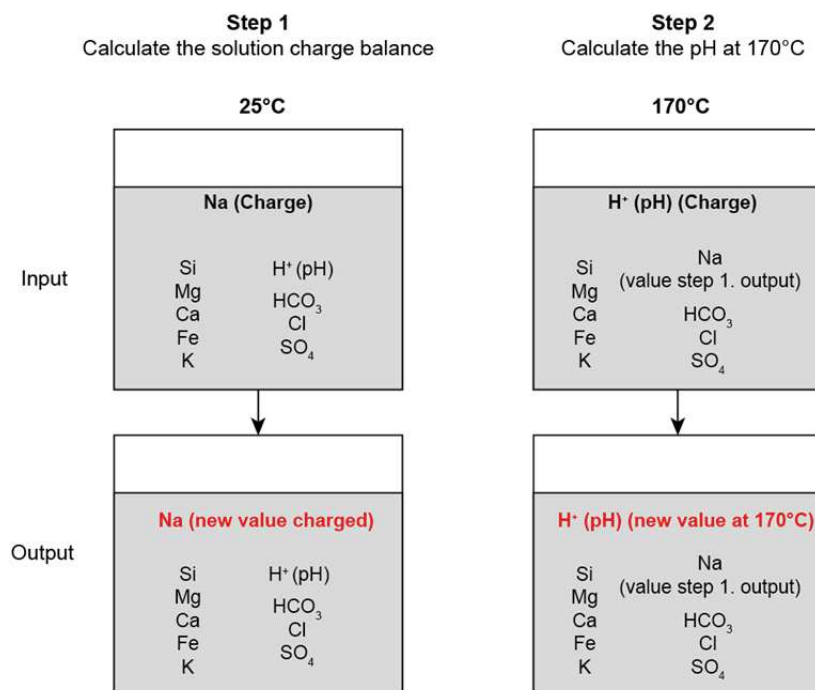 Step 1
Calculate the solution charge balance
25°C
Step 2
Calculate the pH at 170°C
170°C
Input
Na (Charge)
Si
Mg
Ca
Fe
K
H⁺ (pH)
HCO₃
Cl
SO₄
H⁺ (pH) (Charge)
Si
Mg
Ca
Fe
K
Na
(value step 1. output)
HCO₃
Cl
SO₄
Output
Na (new value charged)
Si
Mg
Ca
Fe
K
H⁺ (pH)
HCO₃
Cl
SO₄
H⁺ (pH) (new value at 170°C)
Si
Mg
Ca
Fe
K
Na
(value step 1. output)
HCO₃
Cl
SO₄